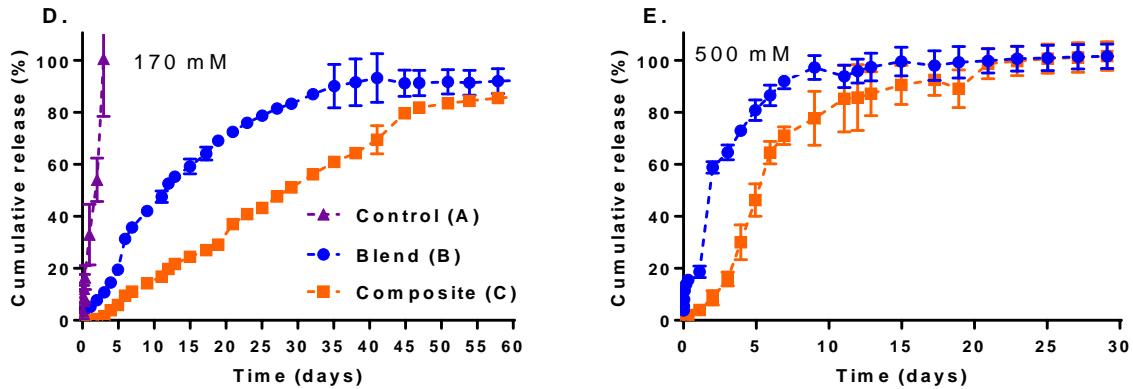 D.
170 mM
Cumulative release (%)
100
80
60
40
20
0
Control (A)
Blend (B)
Composite (C)
0 5 10 15 20 25 30 35 40 45 50 55 60
Time (days)
E.
500 mM
Cumulative release (%)
100
80
60
40
20
0
0 5 10 15 20 25 30
Time (days)